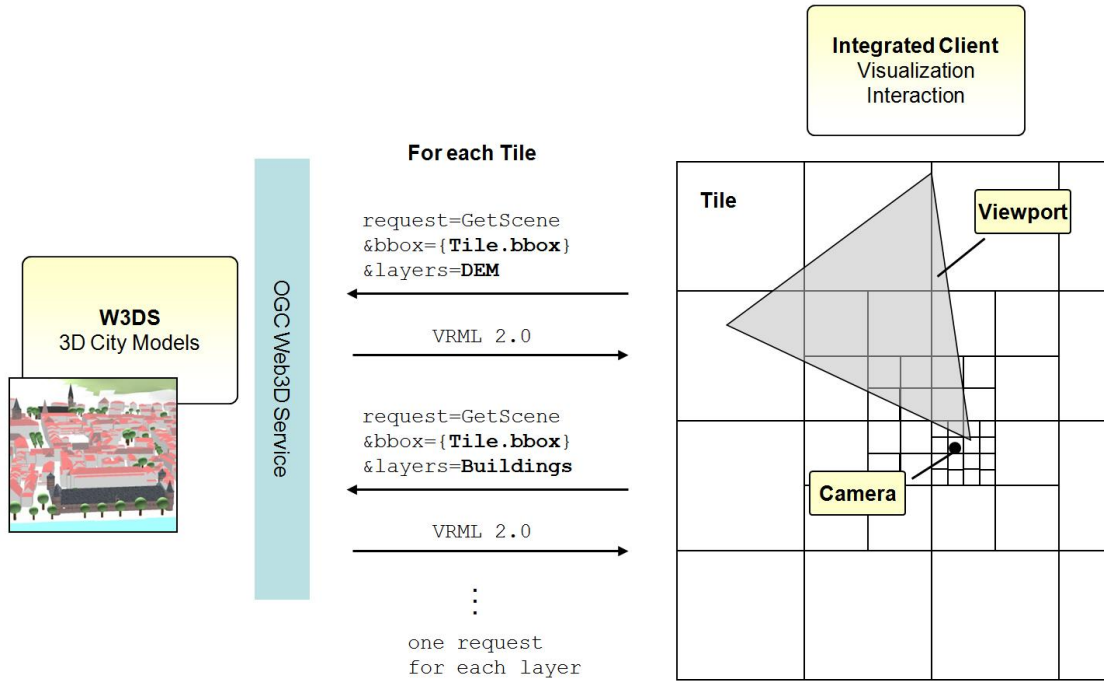 Integrated Client
Visualization
Interaction
For each Tile
request=GetScene
&bbox={Tile.bbox}
&layers=DEM
VRML 2.0
request=GetScene
&bbox={Tile.bbox}
&layers=Buildings
VRML 2.0
⋮
one request
for each layer
W3DS
3D City Models
OGC Web3D Service
Tile
Viewport
Camera